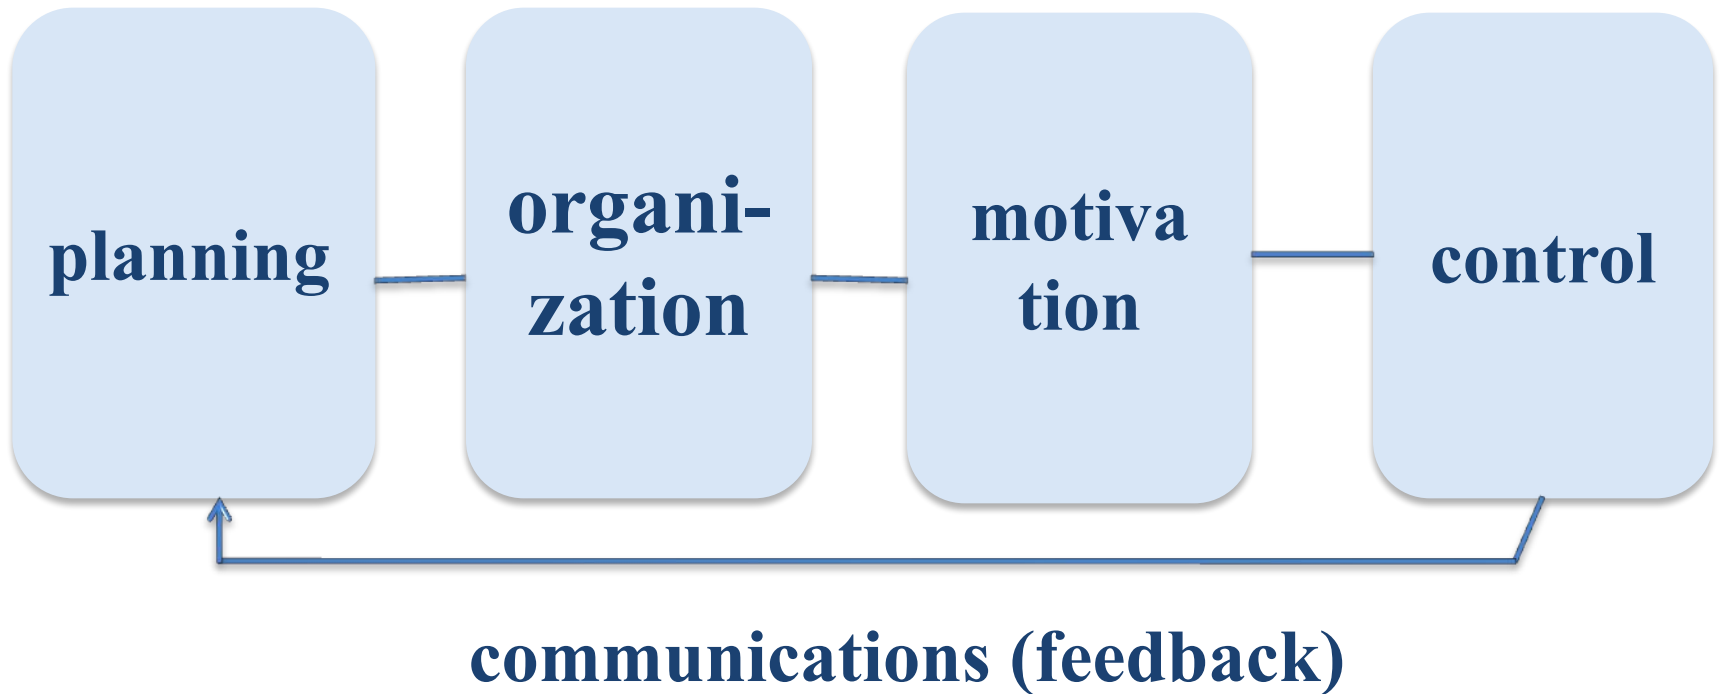 planning
organi-
zation
motiva
tion
control
communications (feedback)